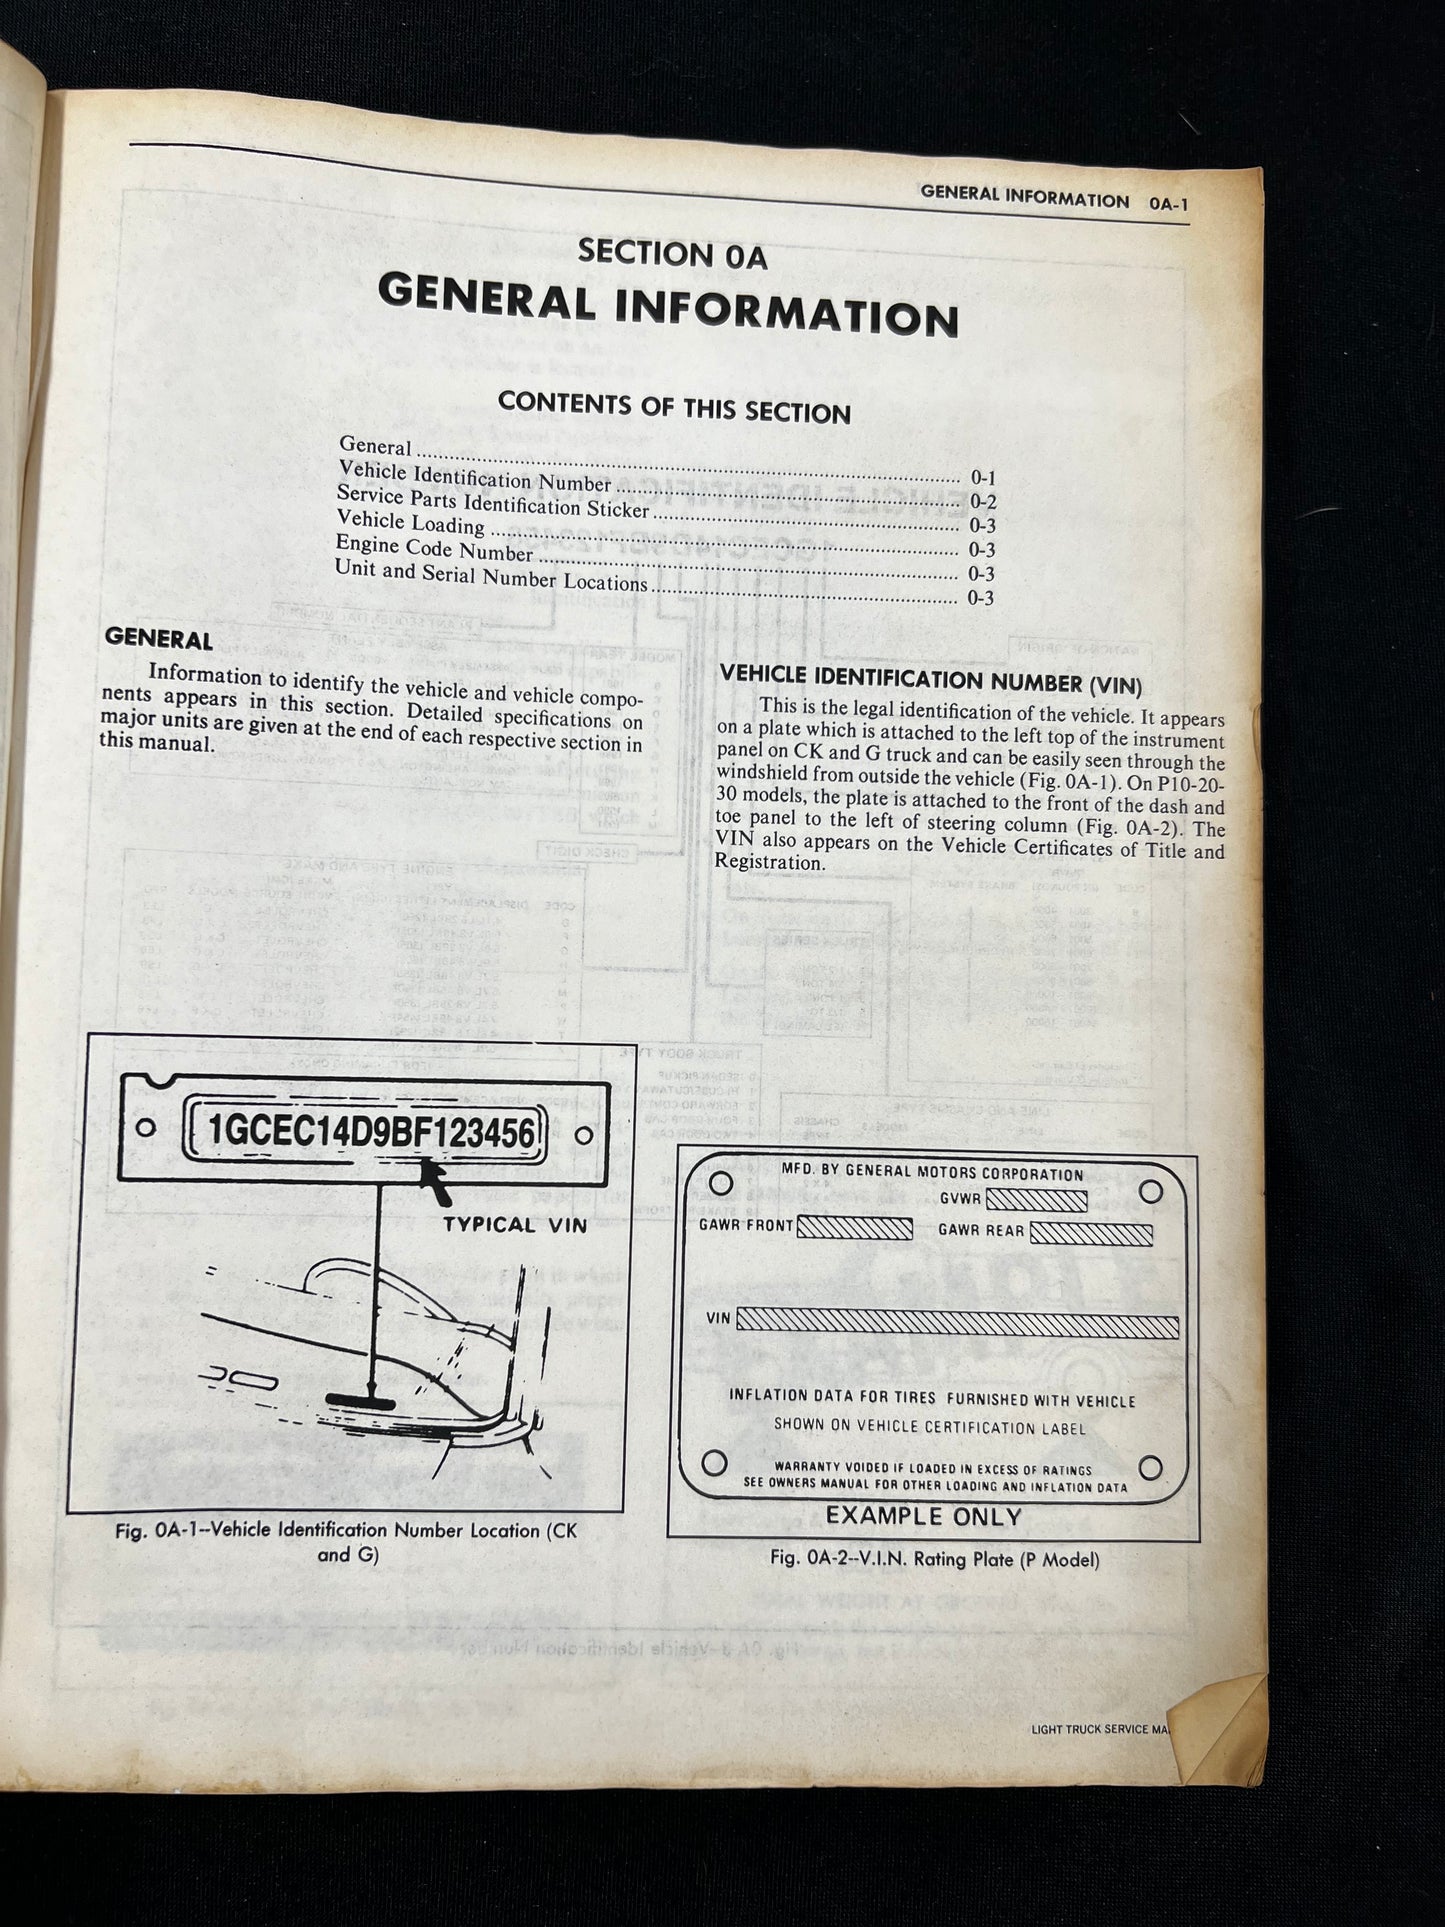 GENERAL INFORMATION 0A-1
SECTION 0A
GENERAL INFORMATION
CONTENTS OF THIS SECTION
General ........................................ 0-1
Vehicle Identification Number ........................................ 0-2
Service Parts Identification Sticker ........................................ 0-3
Vehicle Loading ........................................ 0-3
Engine Code Number ........................................ 0-3
Unit and Serial Number Locations ........................................ 0-3
GENERAL
Information to identify the vehicle and vehicle compo-
nents appears in this section. Detailed specifications on
major units are given at the end of each respective section in
this manual.
VEHICLE IDENTIFICATION NUMBER (VIN)
This is the legal identification of the vehicle. It appears
on a plate which is attached to the left top of the instrument
panel on CK and G truck and can be easily seen through the
windshield from outside the vehicle (Fig. 0A-1). On P10-20-
30 models, the plate is attached to the front of the dash and
toe panel to the left of steering column (Fig. 0A-2). The
VIN also appears on the Vehicle Certificates of Title and
Registration.
1GCEC14D9BF123456
TYPICAL VIN
Fig. 0A-1--Vehicle Identification Number Location (CK
and G)
MFD. BY GENERAL MOTORS CORPORATION
GVWR
GAWR FRONT GAWR REAR
VIN
INFLATION DATA FOR TIRES FURNISHED WITH VEHICLE
SHOWN ON VEHICLE CERTIFICATION LABEL
WARRANTY VOIDED IF LOADED IN EXCESS OF RATINGS
SEE OWNERS MANUAL FOR OTHER LOADING AND INFLATION DATA
EXAMPLE ONLY
Fig. 0A-2--V.I.N. Rating Plate (P Model)
LIGHT TRUCK SERVICE